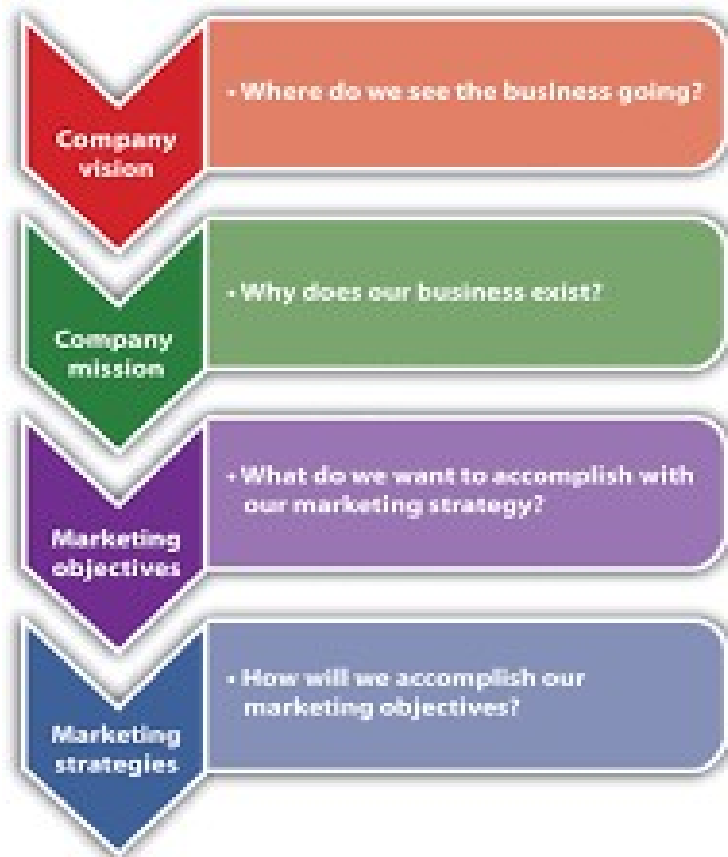 Company
vision
• Where do we see the business going?
Company
mission
• Why does our business exist?
Marketing
objectives
• What do we want to accomplish with
our marketing strategy?
Marketing
strategies
• How will we accomplish our
marketing objectives?